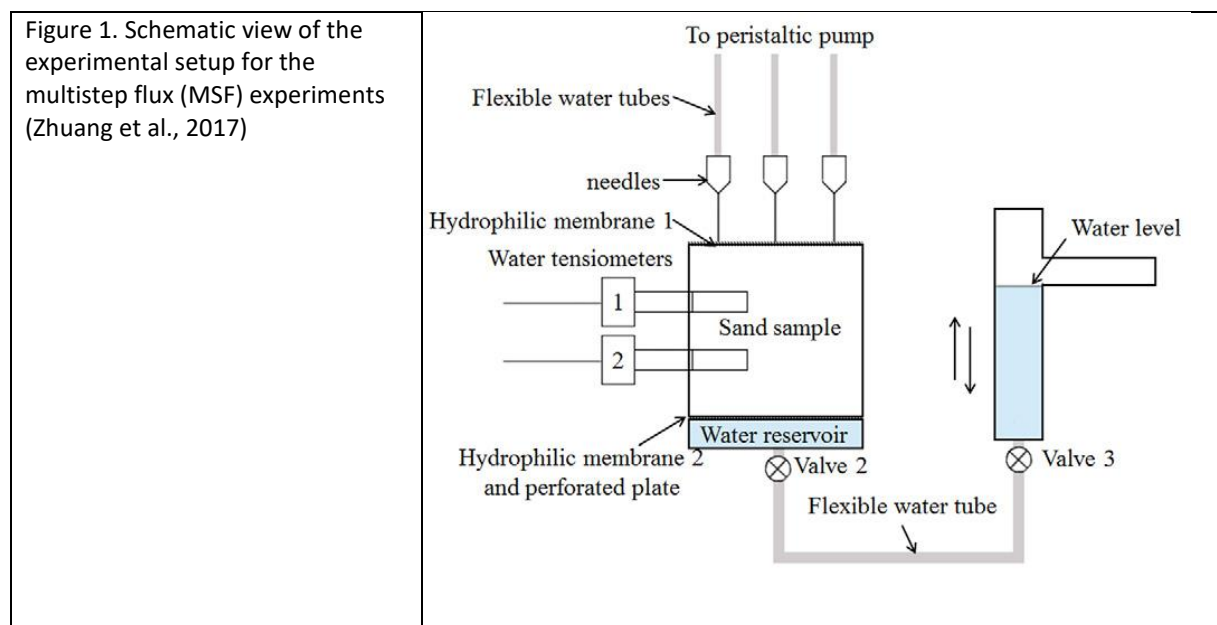 Figure 1. Schematic view of the
experimental setup for the
multistep flux (MSF) experiments
(Zhuang et al., 2017)
To peristaltic pump
Flexible water tubes
needles
Hydrophilic membrane 1
Water level
Water tensiometers
1
Sand sample
2
Water reservoir
Hydrophilic membrane 2
and perforated plate
Valve 2
Valve 3
Flexible water tube